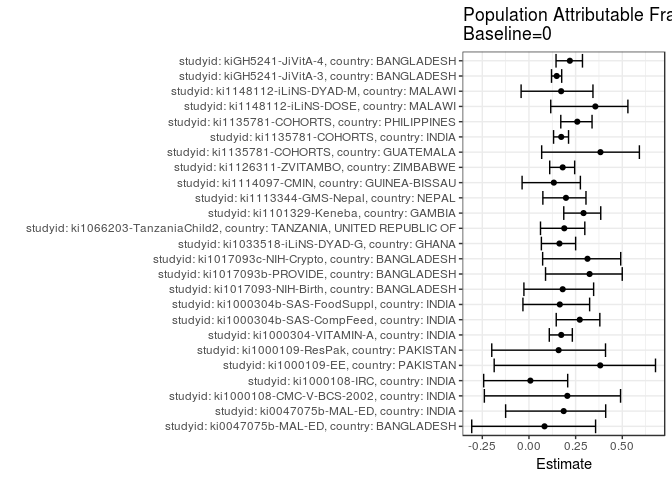 Population Attributable Fra
Baseline=0
studyid: kiGH5241-JiVitA-4, country: BANGLADESH
studyid: kiGH5241-JiVitA-3, country: BANGLADESH
studyid: ki1148112-iLiNS-DYAD-M, country: MALAWI
studyid: ki1148112-iLiNS-DOSE, country: MALAWI
studyid: ki1135781-COHORTS, country: PHILIPPINES
studyid: ki1135781-COHORTS, country: INDIA
studyid: ki1135781-COHORTS, country: GUATEMALA
studyid: ki1126311-ZVITAMBO, country: ZIMBABWE
studyid: ki1114097-CMIN, country: GUINEA-BISSAU
studyid: ki1113344-GMS-Nepal, country: NEPAL
studyid: ki1101329-Keneba, country: GAMBIA
studyid: ki1066203-TanzaniaChild2, country: TANZANIA, UNITED REPUBLIC OF
studyid: ki1033518-iLiNS-DYAD-G, country: GHANA
studyid: ki1017093c-NIH-Crypto, country: BANGLADESH
studyid: ki1017093b-PROVIDE, country: BANGLADESH
studyid: ki1017093-NIH-Birth, country: BANGLADESH
studyid: ki1000304b-SAS-FoodSuppl, country: INDIA
studyid: ki1000304b-SAS-CompFeed, country: INDIA
studyid: ki1000304-VITAMIN-A, country: INDIA
studyid: ki1000109-ResPak, country: PAKISTAN
studyid: ki1000109-EE, country: PAKISTAN
studyid: ki1000108-IRC, country: INDIA
studyid: ki1000108-CMC-V-BCS-2002, country: INDIA
studyid: ki0047075b-MAL-ED, country: INDIA
studyid: ki0047075b-MAL-ED, country: BANGLADESH
-0.25 0.00 0.25 0.50
Estimate